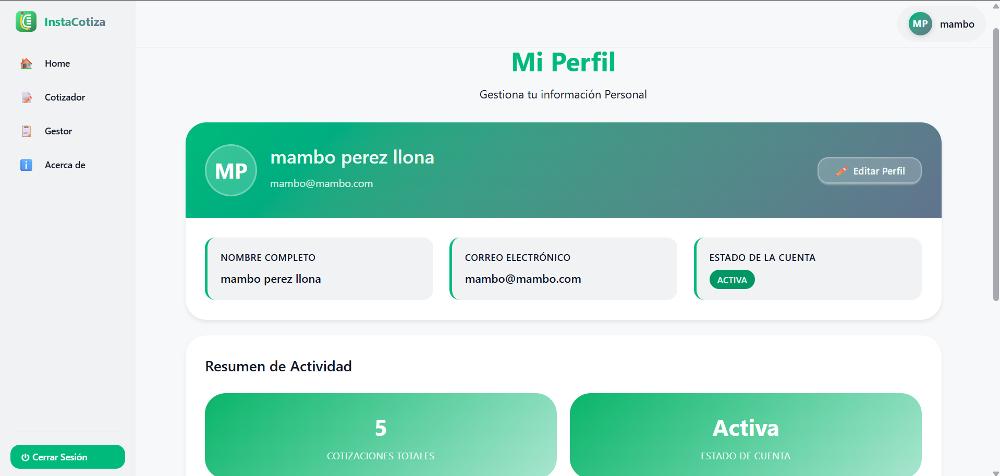 InstaCotiza
Home
Cotizador
Gestor
Acerca de
Cerrar Sesión
MP mambo
Mi Perfil
Gestiona tu información Personal
MP
mambo perez llona
mambo@mambo.com
Editar Perfil
NOMBRE COMPLETO
mambo perez llona
CORREO ELECTRÓNICO
mambo@mambo.com
ESTADO DE LA CUENTA
ACTIVA
Resumen de Actividad
5
COTIZACIONES TOTALES
Activa
ESTADO DE CUENTA